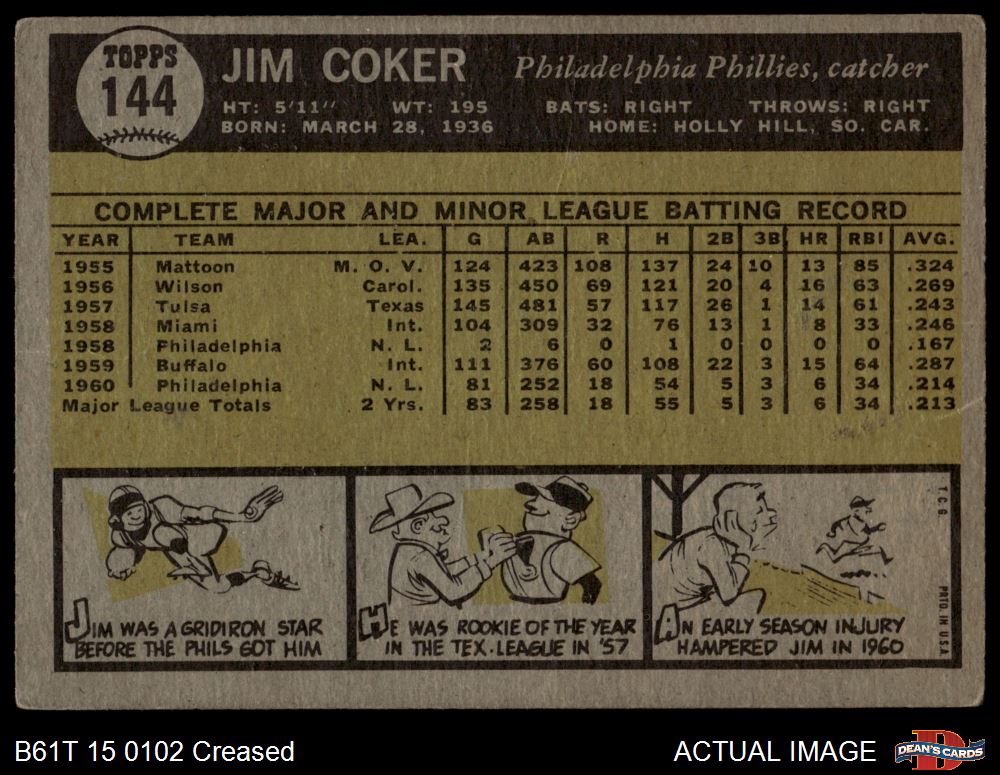 TOPPS
144
JIM COKER Philadelphia Phillies, catcher
HT: 5'11" WT: 195 BATS: RIGHT THROWS: RIGHT
BORN: MARCH 28, 1936 HOME: HOLLY HILL, SO. CAR.
COMPLETE MAJOR AND MINOR LEAGUE BATTING RECORD
YEAR TEAM LEA. G AB R H 2B 3B HR RBI AVG.
1955 Mattoon M. O. V. 124 423 108 137 24 10 13 85 .324
1956 Wilson Carol. 135 450 69 121 20 4 16 63 .269
1957 Tulsa Texas 145 481 57 117 26 1 14 61 .243
1958 Miami Int. 104 309 32 76 13 1 8 33 .246
1958 Philadelphia N. L. 2 6 0 1 0 0 0 0 .167
1959 Buffalo Int. 111 376 60 108 22 3 15 64 .287
1960 Philadelphia N. L. 81 252 18 54 5 3 6 34 .214
Major League Totals 2 Yrs. 83 258 18 55 5 3 6 34 .213
JIM WAS A GRIDIRON STAR
BEFORE THE PHILS GOT HIM
HE WAS ROOKIE OF THE YEAR
IN THE TEX. LEAGUE IN '57
AN EARLY SEASON INJURY
HAMPERED JIM IN 1960
T.C.G.
PRTD. IN U.S.A.
B61T 15 0102 Creased
ACTUAL IMAGE
DEAN'S CARDS